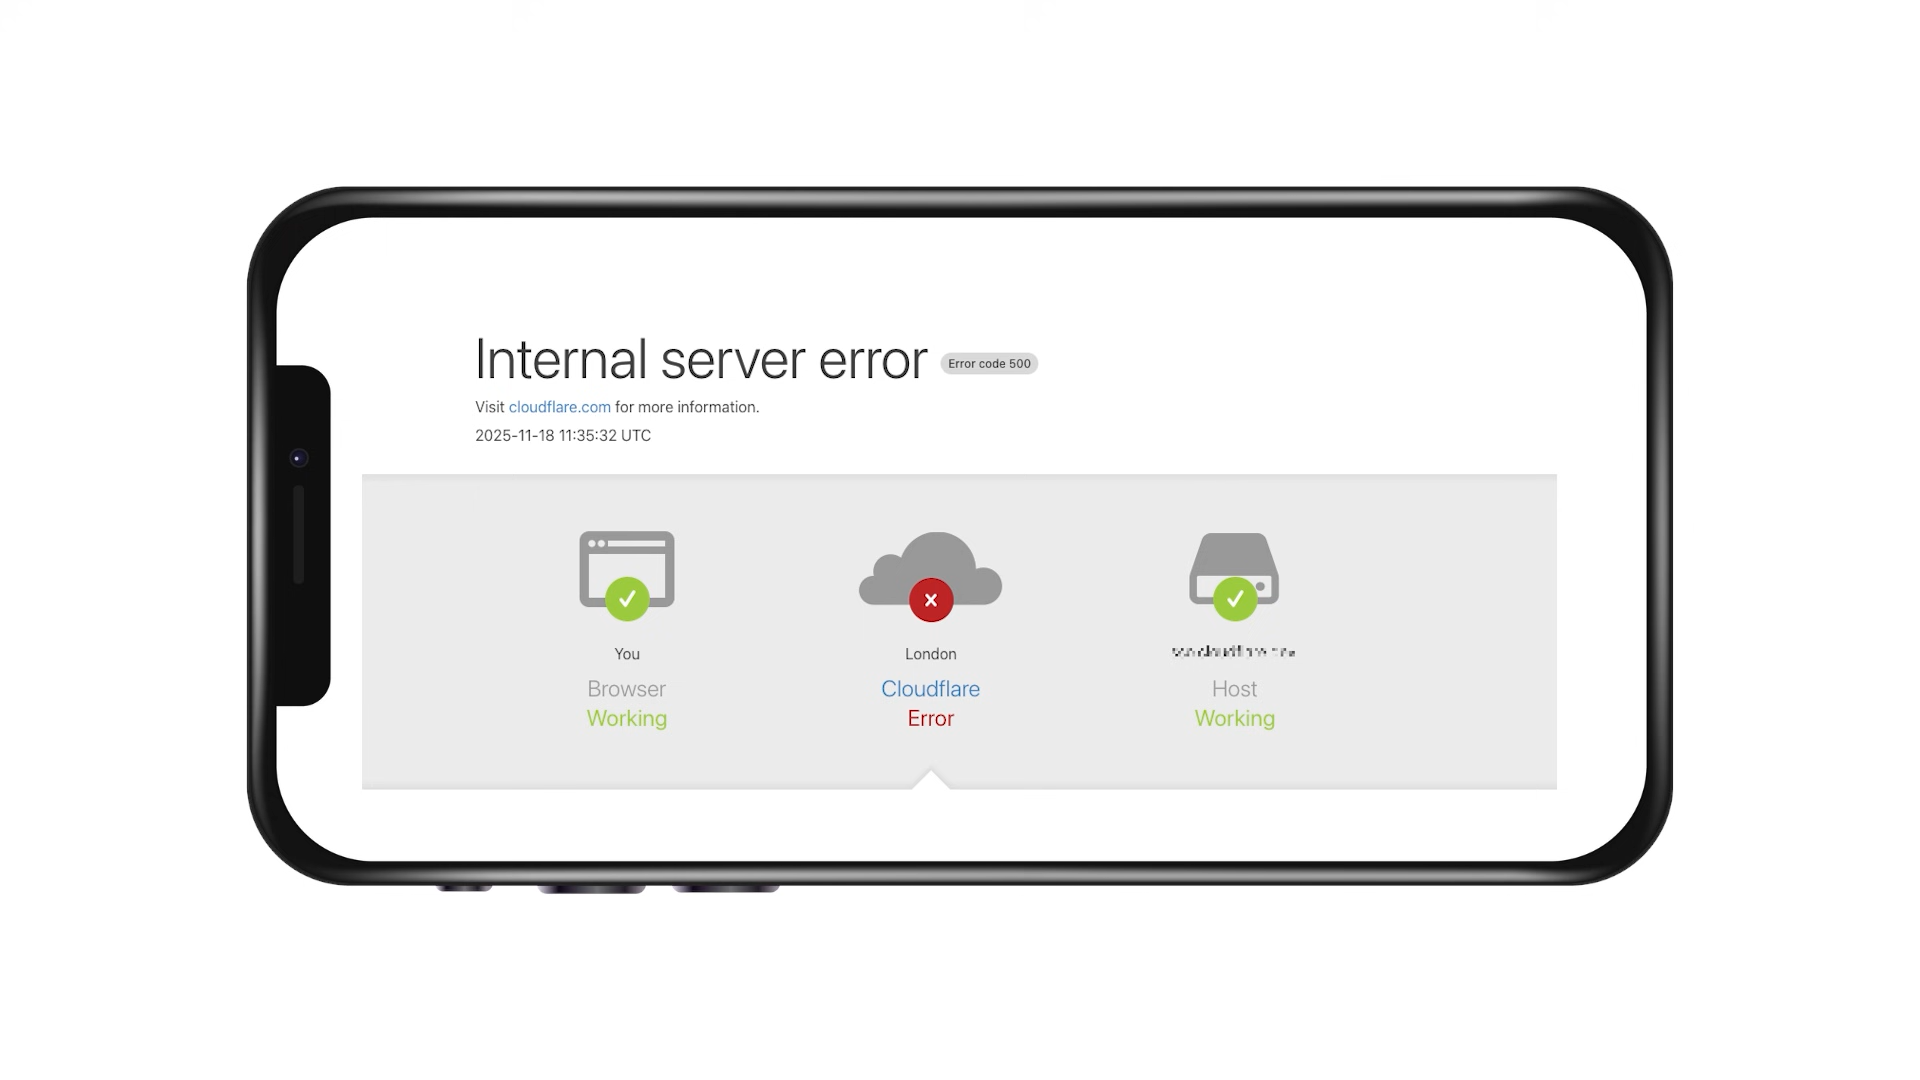 Internal server error Error code 500
Visit cloudflare.com for more information.
2025-11-18 11:35:32 UTC
You London
Browser Cloudflare Host
Working Error Working